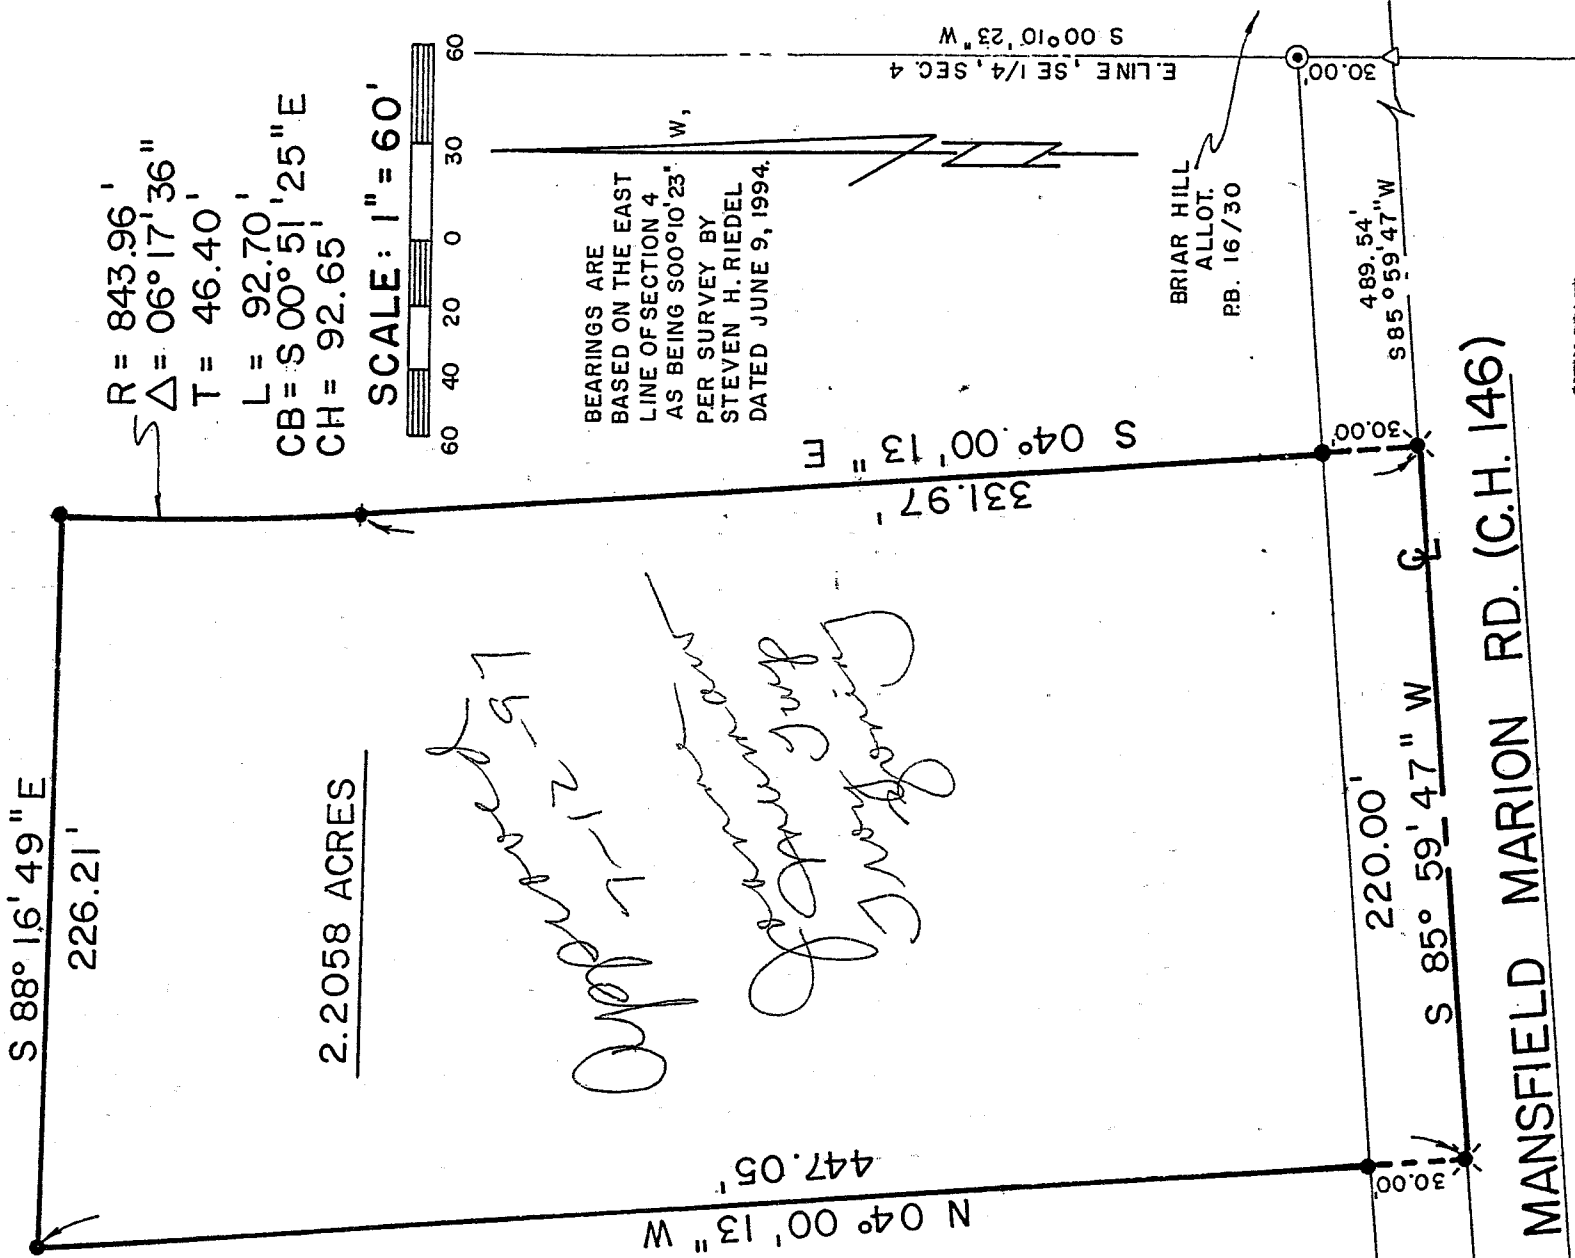 R = 843.96'
△ = 06°17'36"
T = 46.40'
L = 92.70'
CB = S 00°51'25"E
CH = 92.65'
SCALE: 1" = 60'
60 40 20 0 30 60
BEARINGS ARE
BASED ON THE EAST
LINE OF SECTION 4
AS BEING S00°10'23" W,
PER SURVEY BY
STEVEN H. RIEDEL
DATED JUNE 9, 1994.
E. LINE, SE 1/4, SEC. 4
S 00°10'23" W
BRIAR HILL
ALLOT.
P.B. 16/30
30.00'
489.54'
S 85°59'47" W
S 88°16'49" E
226.21'
2.2058 ACRES
S 04°00'13" E
331.97'
30.00'
N 04°00'13" W
447.05'
30.00'
220.00'
S 85° 59' 47" W
CL
MANSFIELD MARION RD. (C.H. 146)